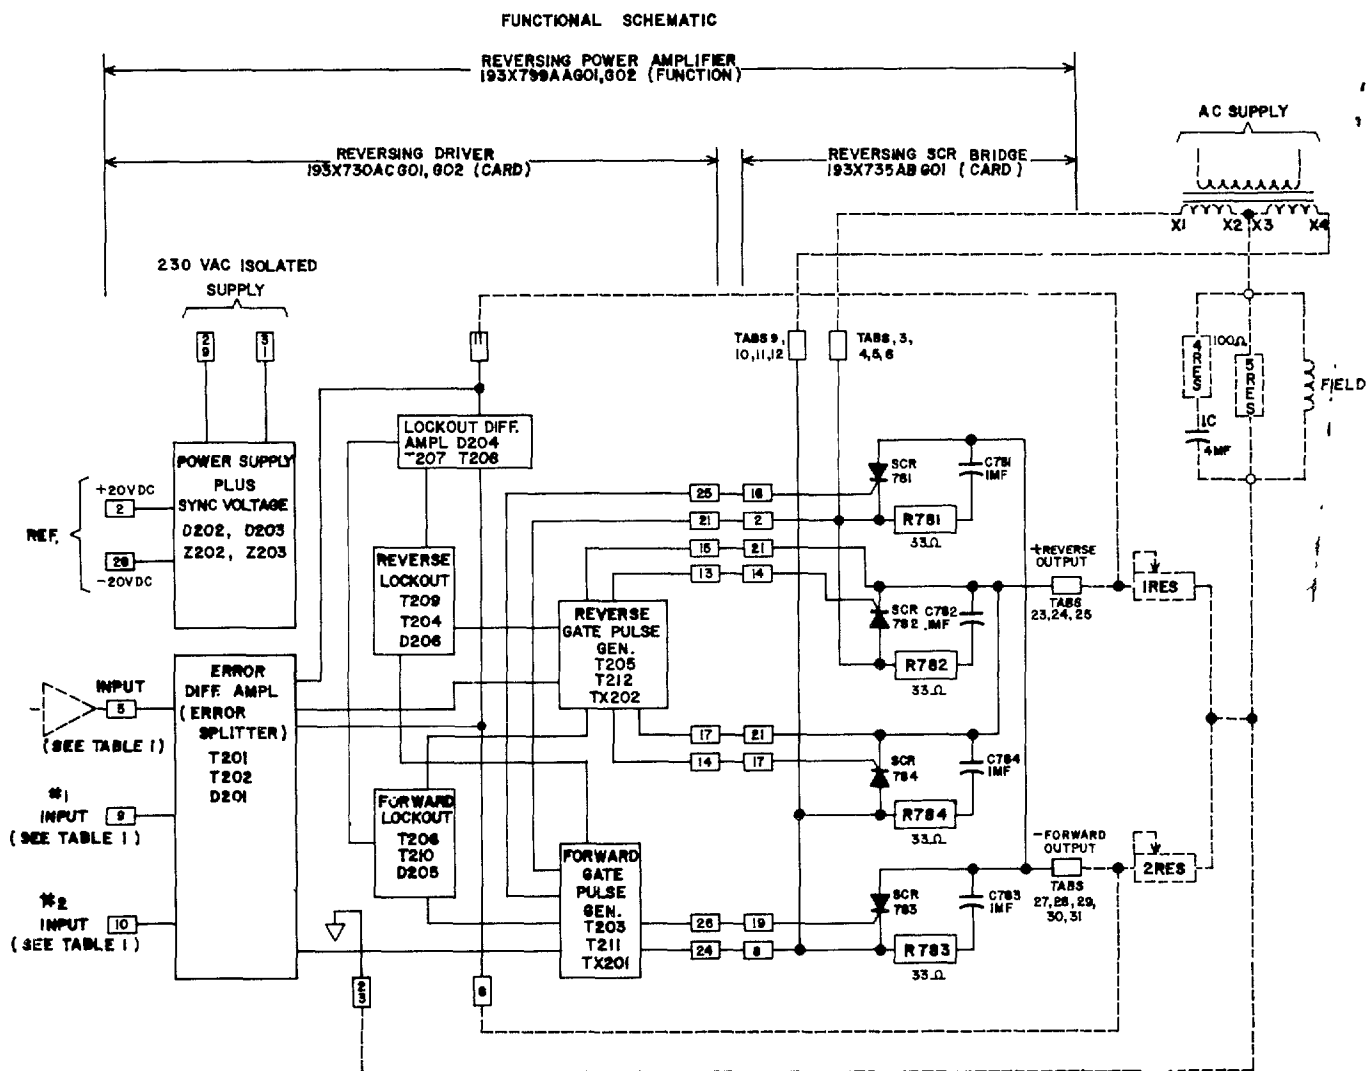 FUNCTIONAL SCHEMATIC
REVERSING POWER AMPLIFIER
193X799AAG01,G02 (FUNCTION)
AC SUPPLY
REVERSING DRIVER
193X730ACG01,G02 (CARD)
REVERSING SCR BRIDGE
193X735ABG01 (CARD)
X1 X2 X3 X4
230 VAC ISOLATED
SUPPLY
29
31
11
TABS 9,
10,11,12
TABS, 3,
4,5,6
4RES
100Ω
5RES
FIELD
1C
4MF
POWER SUPPLY
PLUS
SYNC VOLTAGE
D202, D203
Z202, Z203
REF.
+20VDC
2
-20VDC
LOCKOUT DIFF.
AMPL D204
T207 T208
REVERSE
LOCKOUT
T209
T204
D206
REVERSE
GATE PULSE
GEN.
T205
T212
TX202
25 16
21 2
15 21
13 14
SCR
781
C781
1MF
R781
33Ω
SCR
782
C782
.1MF
R782
33Ω
+REVERSE
OUTPUT
TABS
23,24,25
1RES
INPUT
5
(SEE TABLE 1)
#1
INPUT
9
(SEE TABLE 1)
#2
INPUT
10
(SEE TABLE 1)
ERROR
DIFF. AMPL
(ERROR
SPLITTER)
T201
T202
D201
FORWARD
LOCKOUT
T206
T210
D205
FORWARD
GATE
PULSE
GEN.
T203
T211
TX201
17 21
14 17
SCR
784
C784
1MF
R784
33Ω
26 19
24 8
SCR
783
C783
1MF
R783
33Ω
-FORWARD
OUTPUT
TABS
27,28,29,
30,31
2RES
23